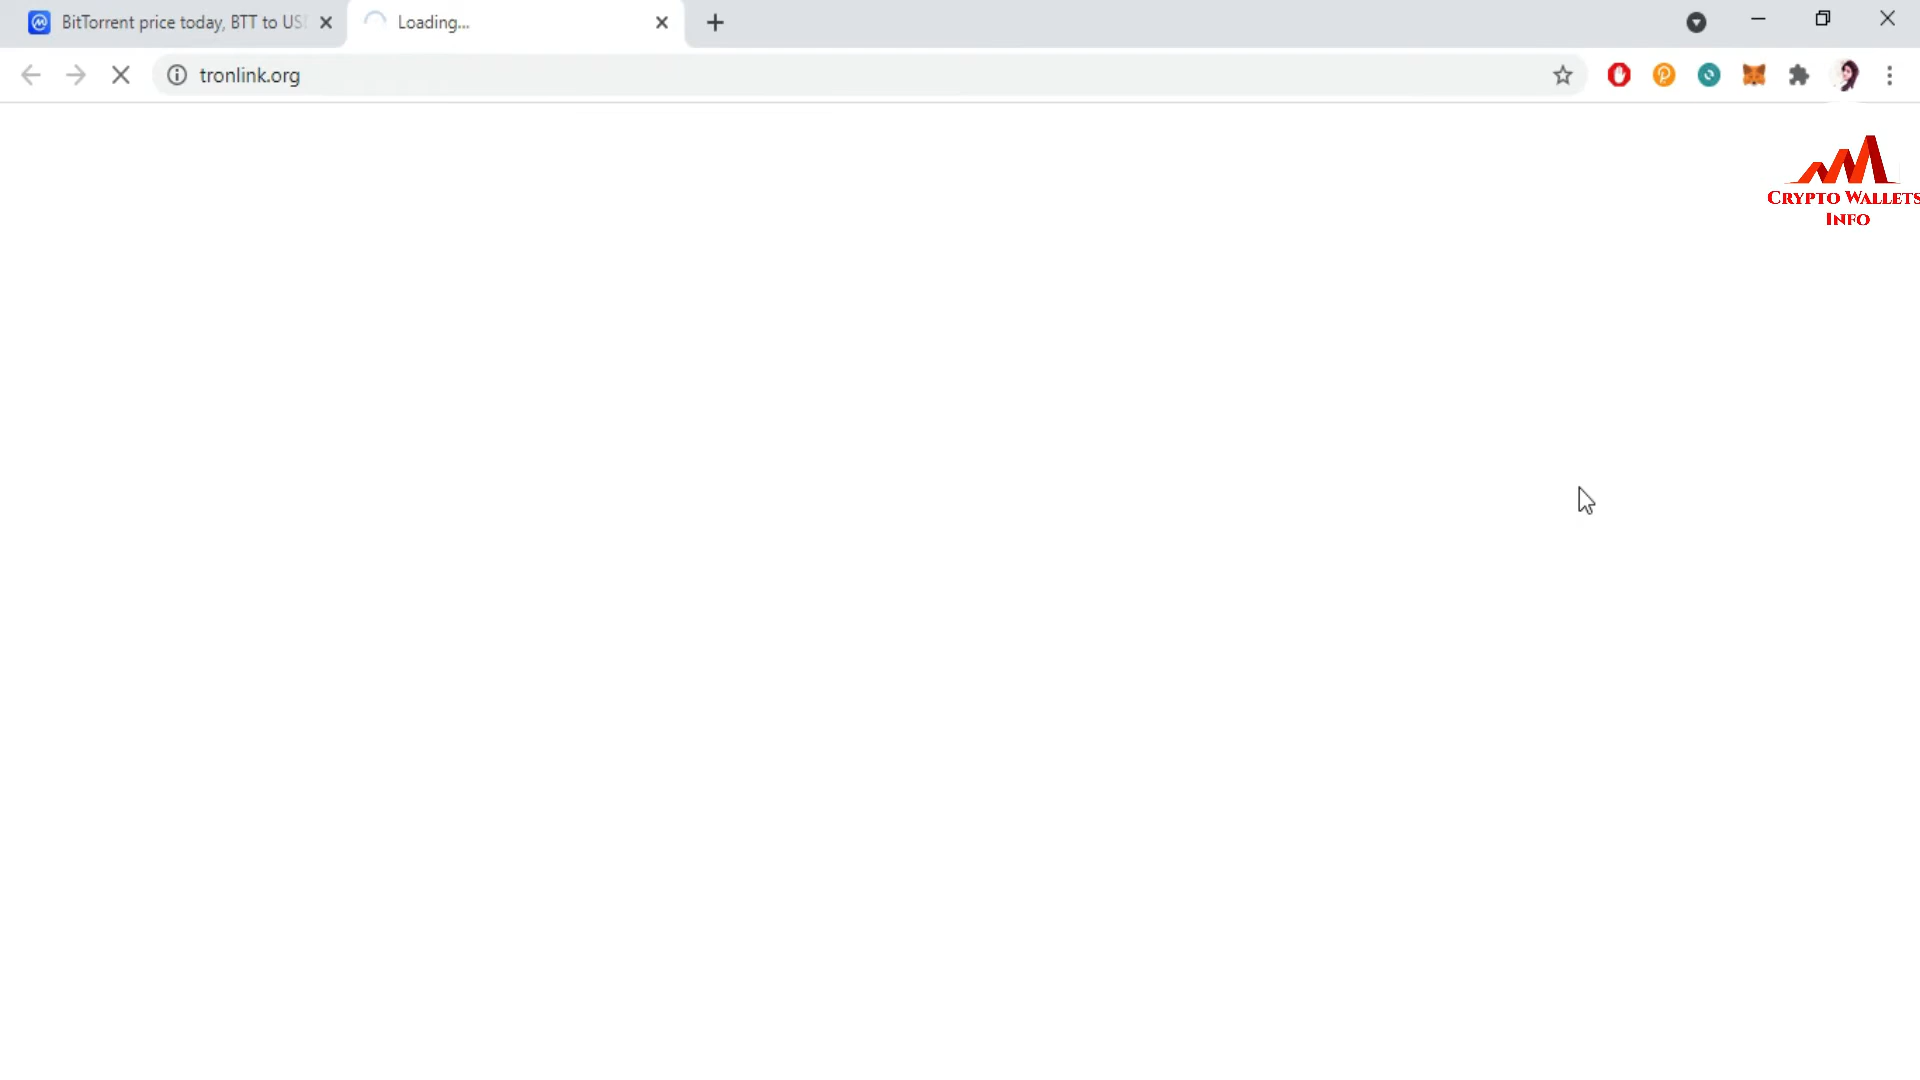 BitTorrent price today, BTT to US
Loading...
tronlink.org
CRYPTO WALLETS
INFO